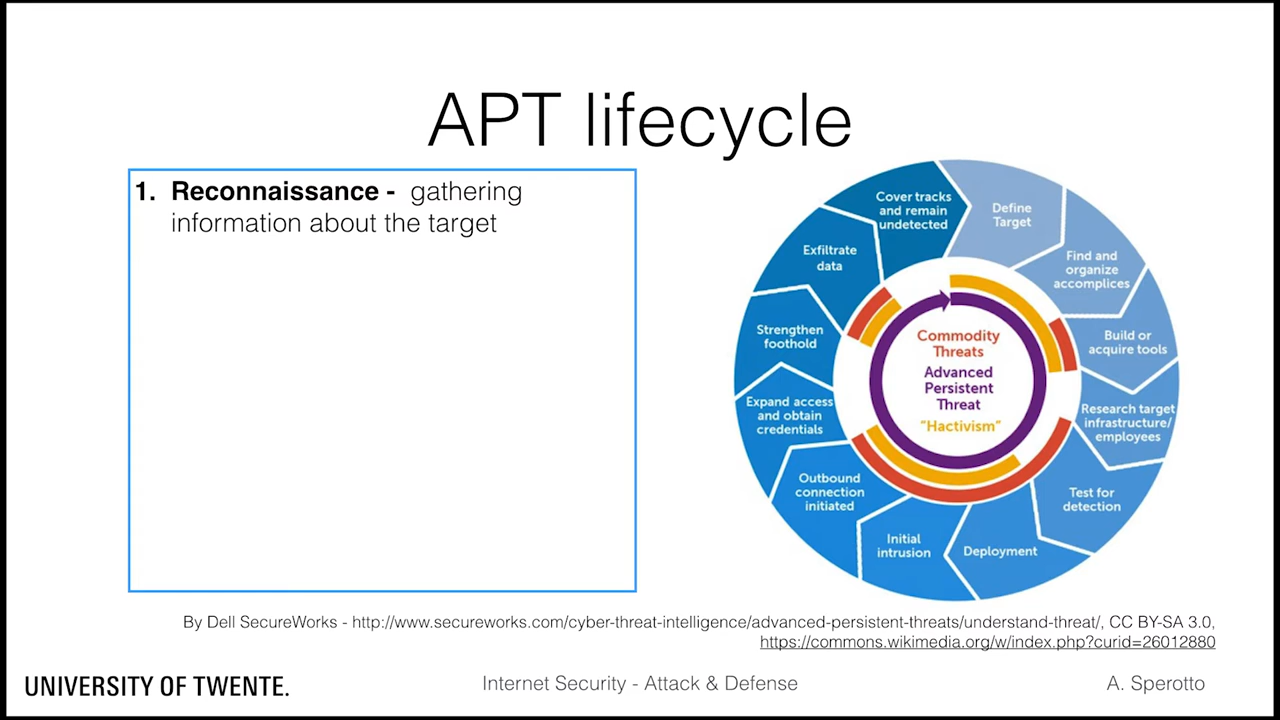 APT lifecycle
1. Reconnaissance - gathering
information about the target
Cover tracks
and remain
undetected
Define
Target
Find and
organize
accomplices
Build or
acquire tools
Research target
infrastructure/
employees
Test for
detection
Deployment
Initial
intrusion
Outbound
connection
initiated
Expand access
and obtain
credentials
Strengthen
foothold
Exfiltrate
data
Commodity
Threats
Advanced
Persistent
Threat
"Hactivism"
By Dell SecureWorks - http://www.secureworks.com/cyber-threat-intelligence/advanced-persistent-threats/understand-threat/, CC BY-SA 3.0,
https://commons.wikimedia.org/w/index.php?curid=26012880
UNIVERSITY OF TWENTE.
Internet Security - Attack & Defense
A. Sperotto